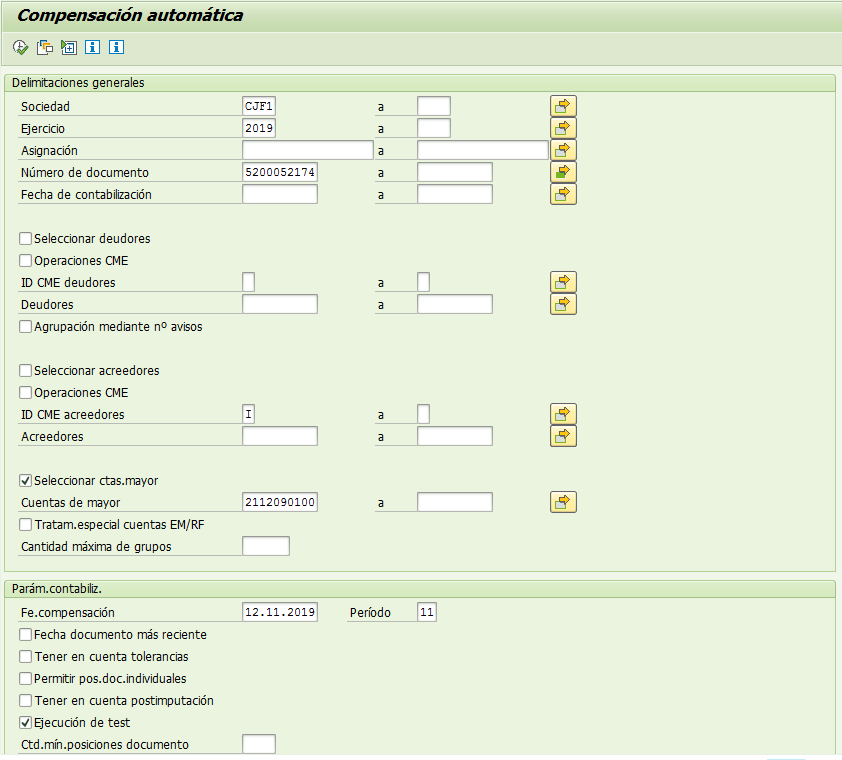 Compensación automática
Delimitaciones generales
Sociedad CJF1 a
Ejercicio 2019 a
Asignación a
Número de documento 5200052174 a
Fecha de contabilización a
Seleccionar deudores
Operaciones CME
ID CME deudores a
Deudores a
Agrupación mediante nº avisos
Seleccionar acreedores
Operaciones CME
ID CME acreedores I a
Acreedores a
Seleccionar ctas.mayor
Cuentas de mayor 2112090100 a
Tratam.especial cuentas EM/RF
Cantidad máxima de grupos
Parám.contabiliz.
Fe.compensación 12.11.2019 Período 11
Fecha documento más reciente
Tener en cuenta tolerancias
Permitir pos.doc.individuales
Tener en cuenta postimputación
Ejecución de test
Ctd.mín.posiciones documento